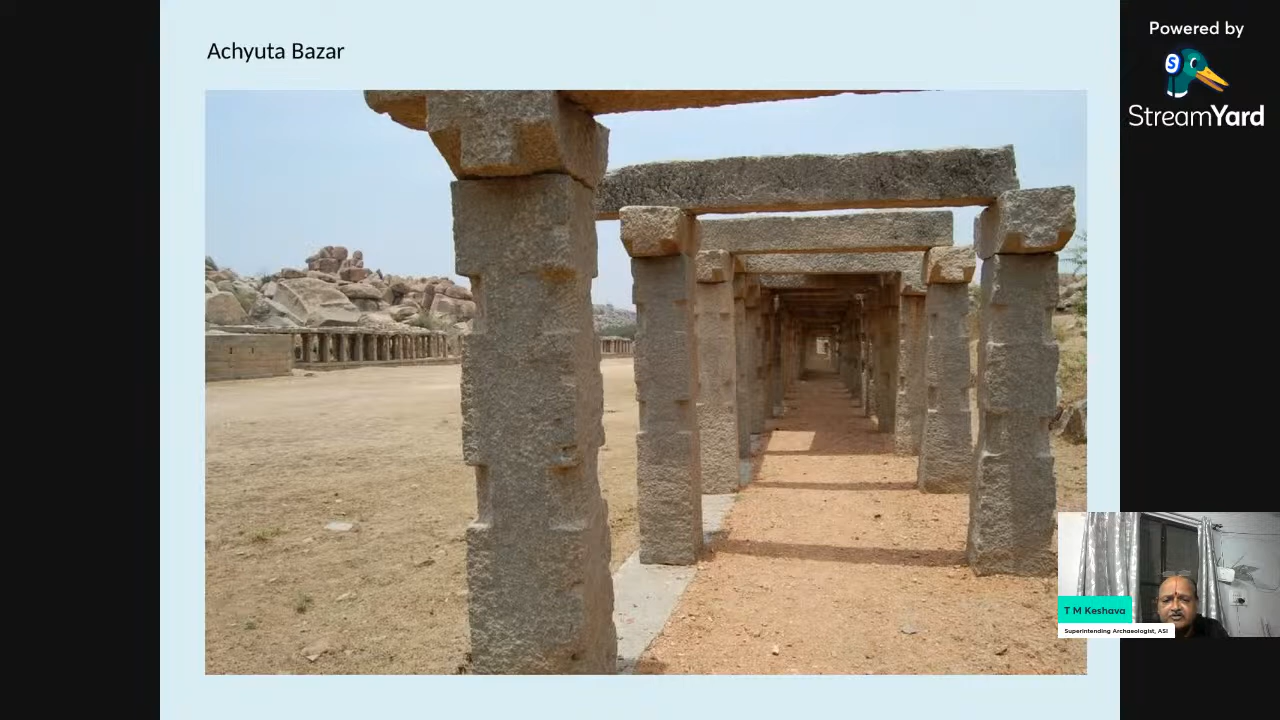 Achyuta Bazar
Powered by
S
StreamYard
T M Keshava
Superintending Archaeologist, ASI